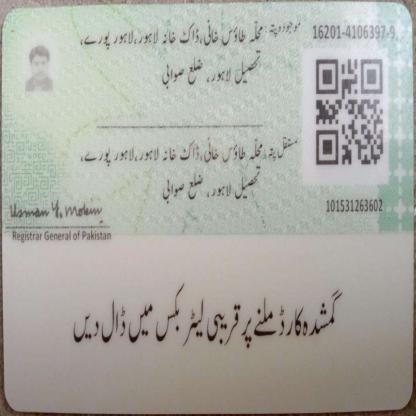 16201-4106397-9
موجودہ پتہ: محلہ طاؤس خانی، ڈاک خانہ لاہور، لاہور پورے،
تحصیل لاہور، ضلع صوابی
مستقل پتہ: محلہ طاؤس خانی، ڈاک خانہ لاہور، لاہور پورے،
تحصیل لاہور، ضلع صوابی
101531263602
Usman Y. Mobin
Registrar General of Pakistan
گمشدہ کارڈ ملنے پر قریبی لیٹر بکس میں ڈال دیں